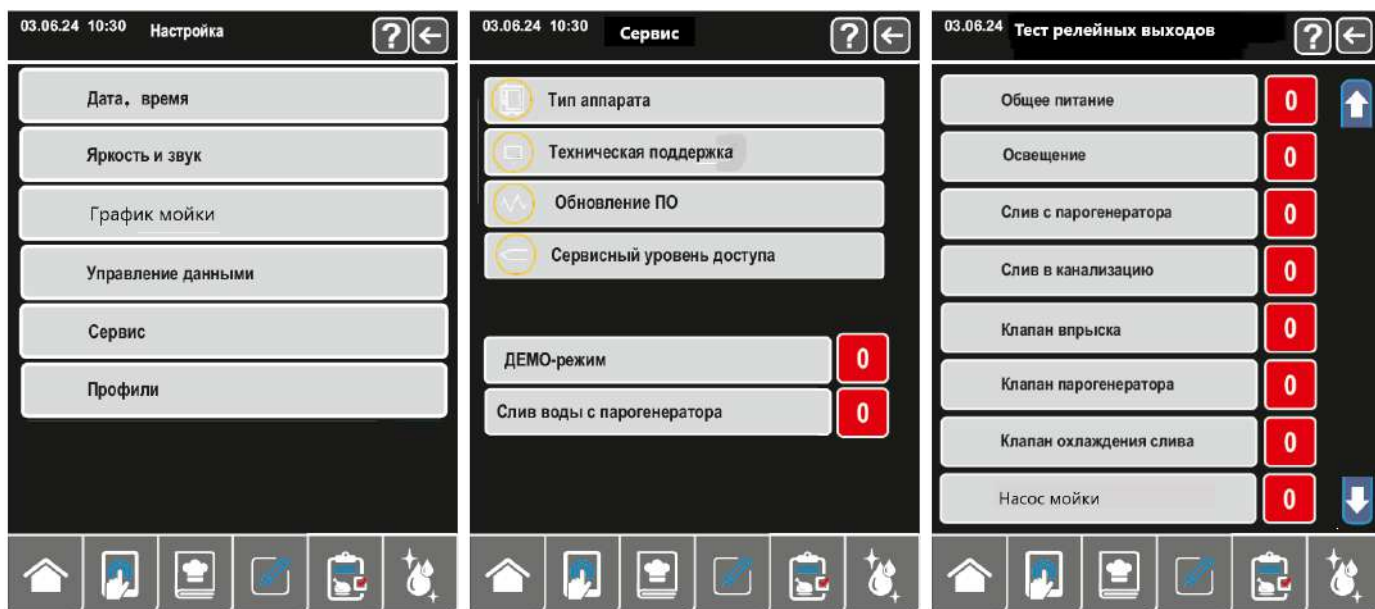 03.06.24 10:30 Настройка ? ←
Дата, время
Яркость и звук
График мойки
Управление данными
Сервис
Профили
03.06.24 10:30 Сервис ? ←
Тип аппарата
Техническая поддержка
Обновление ПО
Сервисный уровень доступа
ДЕМО-режим 0
Слив воды с парогенератора 0
03.06.24 Тест релейных выходов ? ←
Общее питание 0
Освещение 0
Слив с парогенератора 0
Слив в канализацию 0
Клапан впрыска 0
Клапан парогенератора 0
Клапан охлаждения слива 0
Насос мойки 0